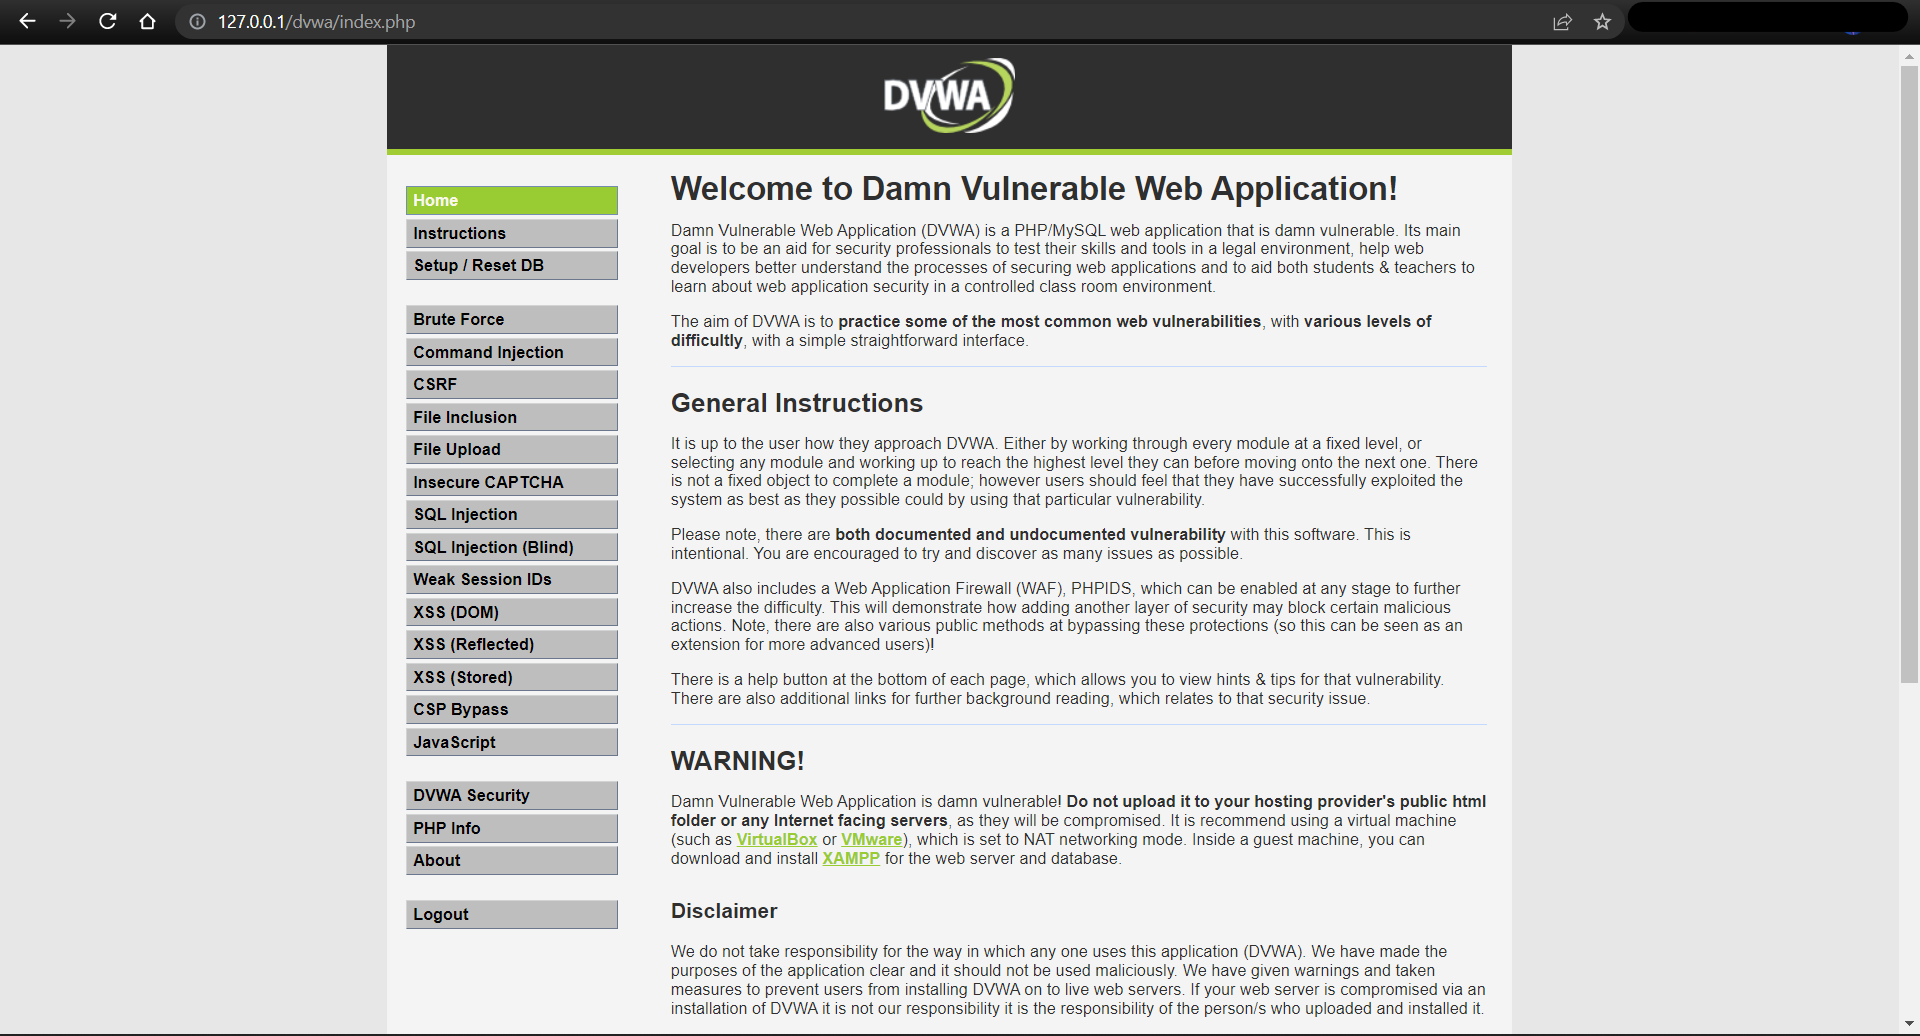 127.0.0.1/dvwa/index.php
DVWA
Home
Instructions
Setup / Reset DB
Brute Force
Command Injection
CSRF
File Inclusion
File Upload
Insecure CAPTCHA
SQL Injection
SQL Injection (Blind)
Weak Session IDs
XSS (DOM)
XSS (Reflected)
XSS (Stored)
CSP Bypass
JavaScript
DVWA Security
PHP Info
About
Logout
Welcome to Damn Vulnerable Web Application!
Damn Vulnerable Web Application (DVWA) is a PHP/MySQL web application that is damn vulnerable. Its main
goal is to be an aid for security professionals to test their skills and tools in a legal environment, help web
developers better understand the processes of securing web applications and to aid both students & teachers to
learn about web application security in a controlled class room environment.
The aim of DVWA is to practice some of the most common web vulnerabilities, with various levels of
difficultly, with a simple straightforward interface.
General Instructions
It is up to the user how they approach DVWA. Either by working through every module at a fixed level, or
selecting any module and working up to reach the highest level they can before moving onto the next one. There
is not a fixed object to complete a module; however users should feel that they have successfully exploited the
system as best as they possible could by using that particular vulnerability.
Please note, there are both documented and undocumented vulnerability with this software. This is
intentional. You are encouraged to try and discover as many issues as possible.
DVWA also includes a Web Application Firewall (WAF), PHPIDS, which can be enabled at any stage to further
increase the difficulty. This will demonstrate how adding another layer of security may block certain malicious
actions. Note, there are also various public methods at bypassing these protections (so this can be seen as an
extension for more advanced users)!
There is a help button at the bottom of each page, which allows you to view hints & tips for that vulnerability.
There are also additional links for further background reading, which relates to that security issue.
WARNING!
Damn Vulnerable Web Application is damn vulnerable! Do not upload it to your hosting provider's public html
folder or any Internet facing servers, as they will be compromised. It is recommend using a virtual machine
(such as VirtualBox or VMware), which is set to NAT networking mode. Inside a guest machine, you can
download and install XAMPP for the web server and database.
Disclaimer
We do not take responsibility for the way in which any one uses this application (DVWA). We have made the
purposes of the application clear and it should not be used maliciously. We have given warnings and taken
measures to prevent users from installing DVWA on to live web servers. If your web server is compromised via an
installation of DVWA it is not our responsibility it is the responsibility of the person/s who uploaded and installed it.